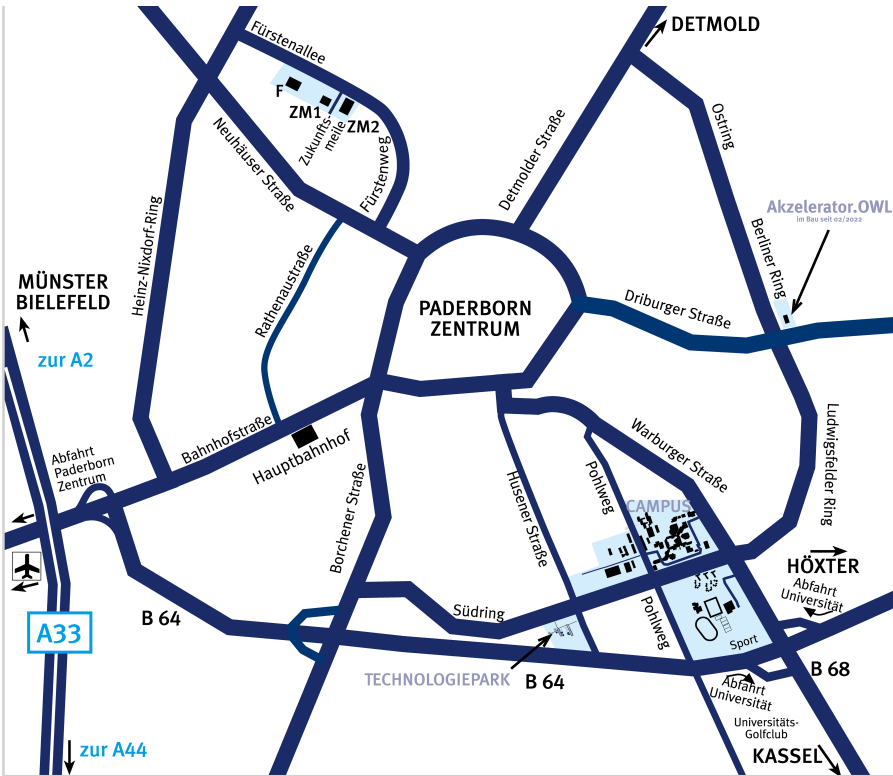 DETMOLD
Fürstenallee
F
ZM1
ZM2
Zukunfts-
meile
Neuhäuser Straße
Fürstenweg
Detmolder Straße
Ostring
Akzelerator.OWL
im Bau seit 02/2022
Berliner Ring
Heinz-Nixdorf-Ring
Rathenaustraße
MÜNSTER
BIELEFELD
PADERBORN
ZENTRUM
Driburger Straße
zur A2
Abfahrt
Paderborn
Zentrum
Bahnhofstraße
Hauptbahnhof
Borchener Straße
Husener Straße
Pohlweg
Warburger Straße
Ludwigsfelder Ring
CAMPUS
HÖXTER
Abfahrt
Universität
B 64
Südring
Pohlweg
Sport
A33
TECHNOLOGIEPARK
B 64
B 68
Abfahrt
Universität
Universitäts-
Golfclub
zur A44
KASSEL